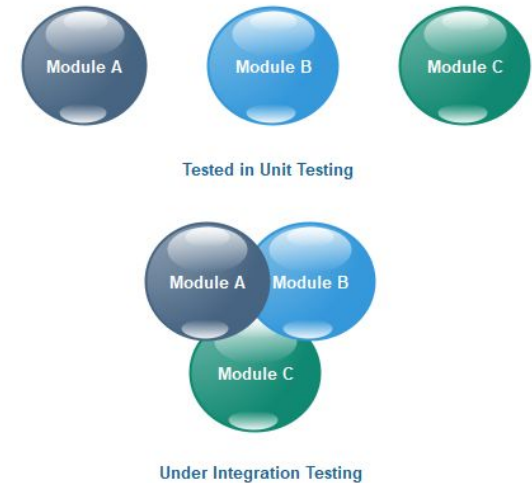 Module A
Module B
Module C
Tested in Unit Testing
Module A
Module B
Module C
Under Integration Testing